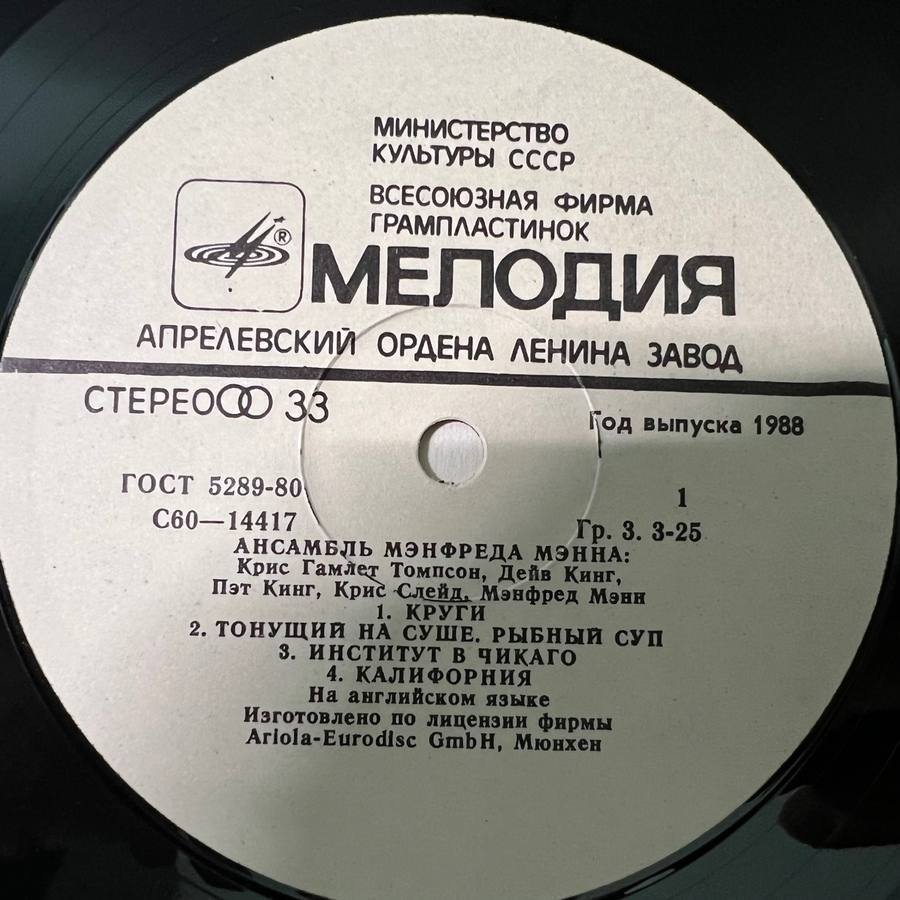 МИНИСТЕРСТВО
КУЛЬТУРЫ СССР
ВСЕСОЮЗНАЯ ФИРМА
ГРАМПЛАСТИНОК
®
МЕЛОДИЯ
АПРЕЛЕВСКИЙ ОРДЕНА ЛЕНИНА ЗАВОД
СТЕРЕО 33
Год выпуска 1988
ГОСТ 5289-80
1
С60—14417
Гр. 3. 3-25
АНСАМБЛЬ МЭНФРЕДА МЭННА:
Крис Гамлет Томпсон, Дейв Кинг,
Пэт Кинг, Крис Слейд, Мэнфред Мэнн
1. КРУГИ
2. ТОНУЩИЙ НА СУШЕ. РЫБНЫЙ СУП
3. ИНСТИТУТ В ЧИКАГО
4. КАЛИФОРНИЯ
На английском языке
Изготовлено по лицензии фирмы
Ariola-Eurodisc GmbH, Мюнхен